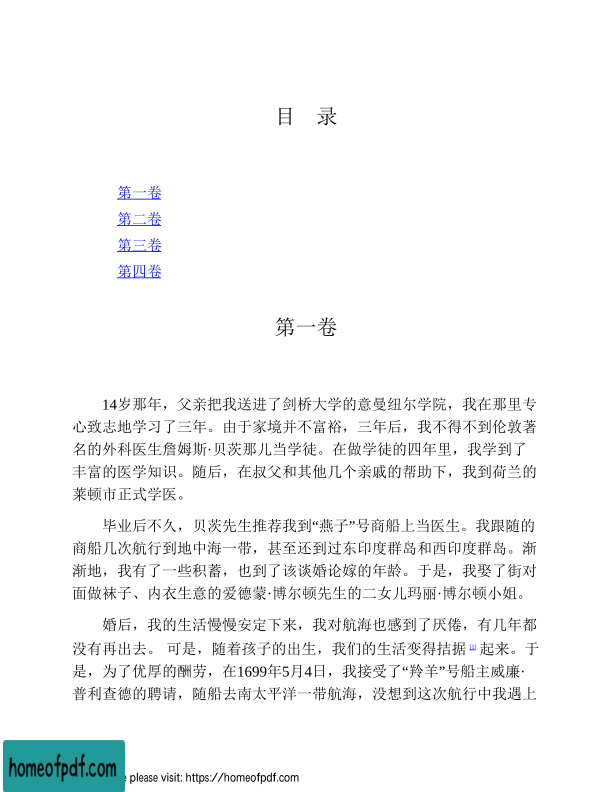 目 录
第一卷
第二卷
第三卷
第四卷
第一卷
14岁那年，父亲把我送进了剑桥大学的意曼纽尔学院，我在那里专
心致志地学习了三年。由于家境并不富裕，三年后，我不得不到伦敦著
名的外科医生詹姆斯·贝茨那儿当学徒。在做学徒的四年里，我学到了
丰富的医学知识。随后，在叔父和其他几个亲戚的帮助下，我到荷兰的
莱顿市正式学医。
毕业后不久，贝茨先生推荐我到“燕子”号商船上当医生。我跟随的
商船几次航行到地中海一带，甚至还到过东印度群岛和西印度群岛。渐
渐地，我有了一些积蓄，也到了该谈婚论嫁的年龄。于是，我娶了街对
面做袜子、内衣生意的爱德蒙·博尔顿先生的二女儿玛丽·博尔顿小姐。
婚后，我的生活慢慢安定下来，我对航海也感到了厌倦，有几年都
没有再出去。 可是，随着孩子的出生，我们的生活变得拮据[1]起来。于
是，为了优厚的酬劳，在1699年5月4日，我接受了“羚羊”号船主威廉·
普利查德的聘请，随船去南太平洋一带航海，没想到这次航行中我遇上
homeofpdf.com
please visit: https://homeofpdf.com